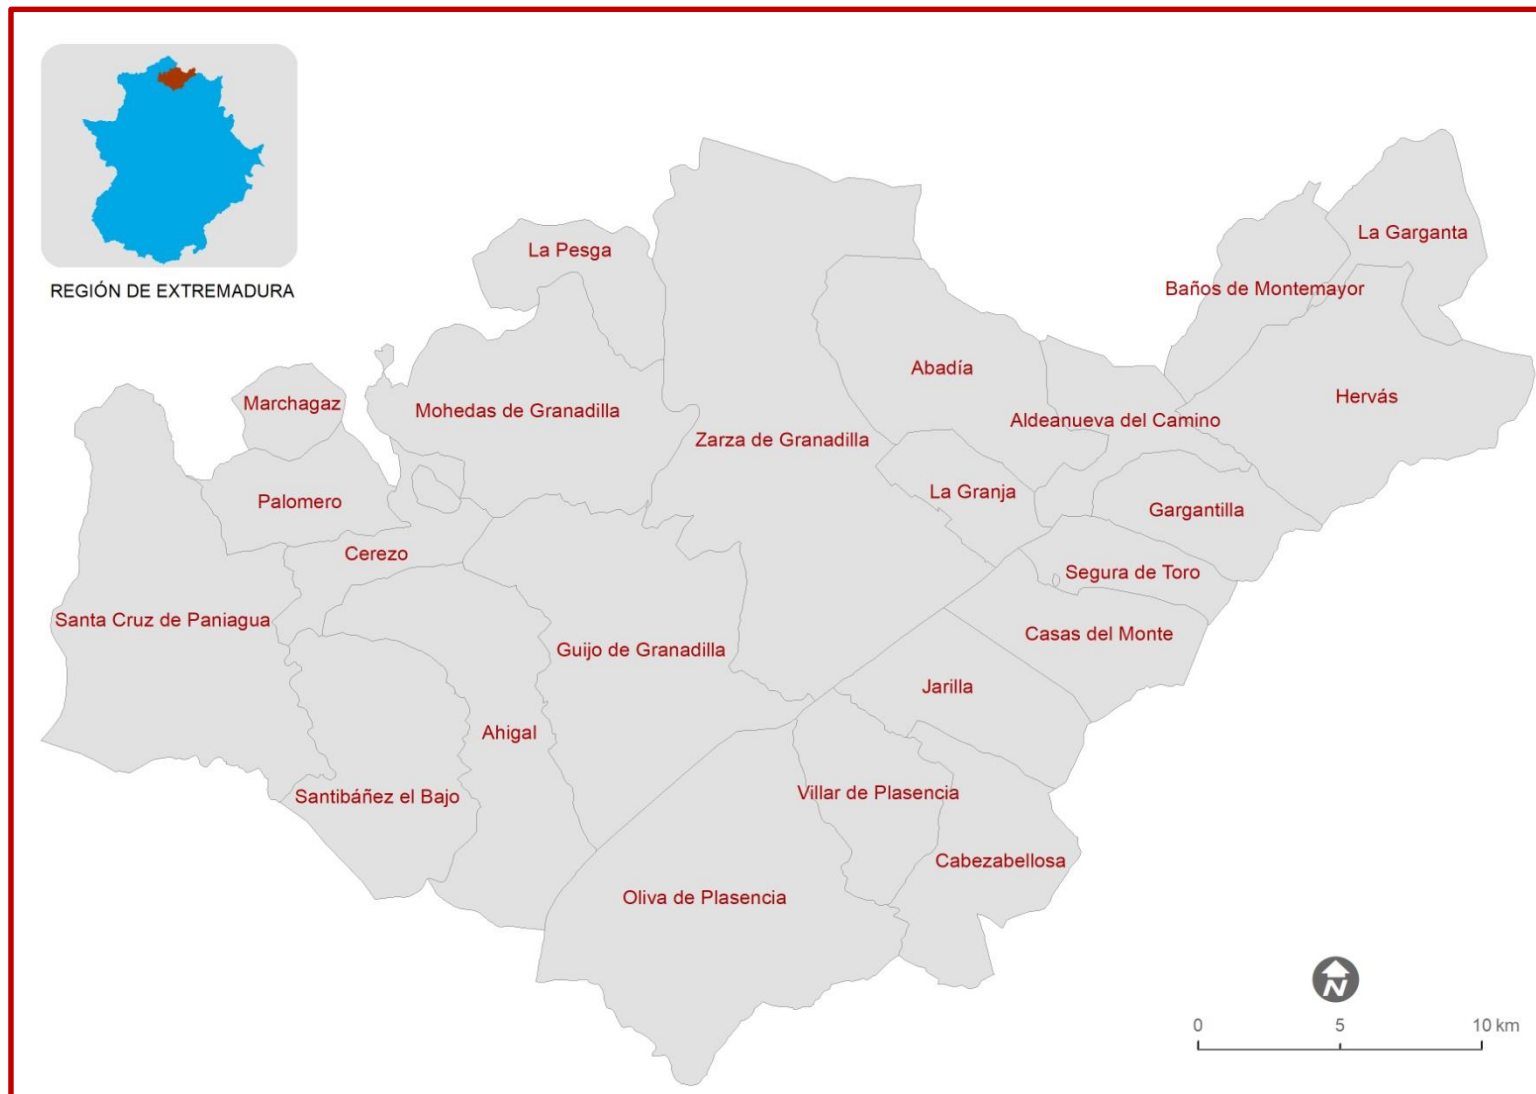 REGIÓN DE EXTREMADURA
La Pesga
La Garganta
Baños de Montemayor
Abadía
Hervás
Marchagaz
Mohedas de Granadilla
Aldeanueva del Camino
Zarza de Granadilla
La Granja
Palomero
Gargantilla
Cerezo
Segura de Toro
Santa Cruz de Paniagua
Casas del Monte
Guijo de Granadilla
Jarilla
Ahigal
Santibáñez el Bajo
Villar de Plasencia
Cabezabellosa
Oliva de Plasencia
N
0 5 10 km